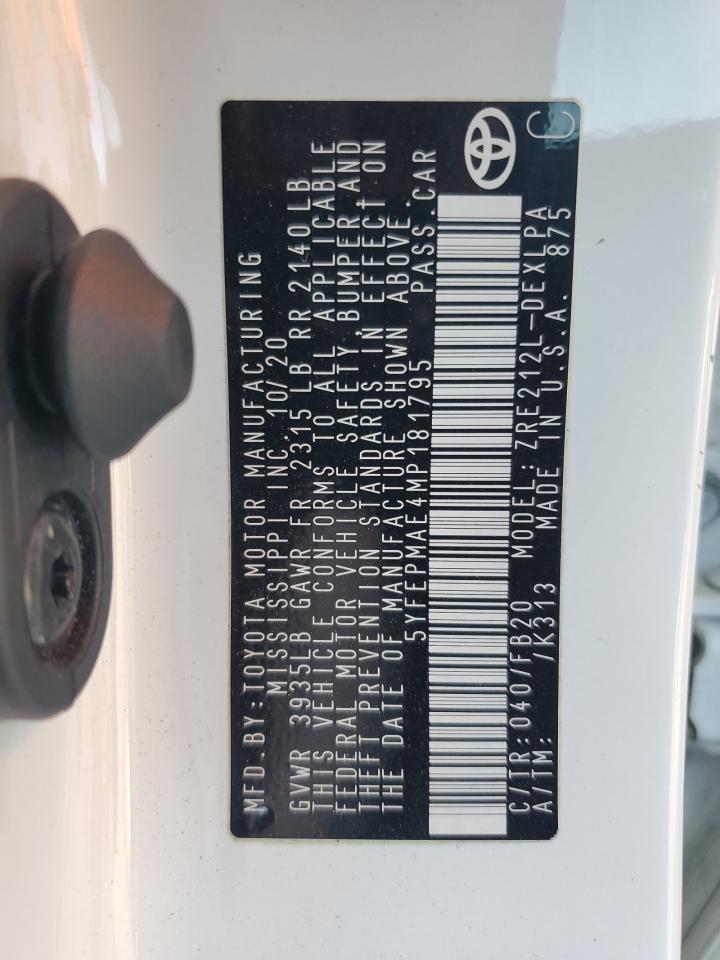 MFD.BY:TOYOTA MOTOR MANUFACTURING
MISSISSIPPI INC. 10/20
GVWR 3935LB GAWR FR 2315 LB RR 2140LB
THIS VEHICLE CONFORMS TO ALL APPLICABLE
FEDERAL MOTOR VEHICLE SAFETY, BUMPER, AND
THEFT PREVENTION STANDARDS IN EFFECT ON
THE DATE OF MANUFACTURE SHOWN ABOVE.
5YFEPMAE4MP181795 PASS.CAR
C/TR: 040/FB20 MODEL: ZRE212L-DEXLPA
A/TM: /K313 MADE IN U.S.A. 875
C